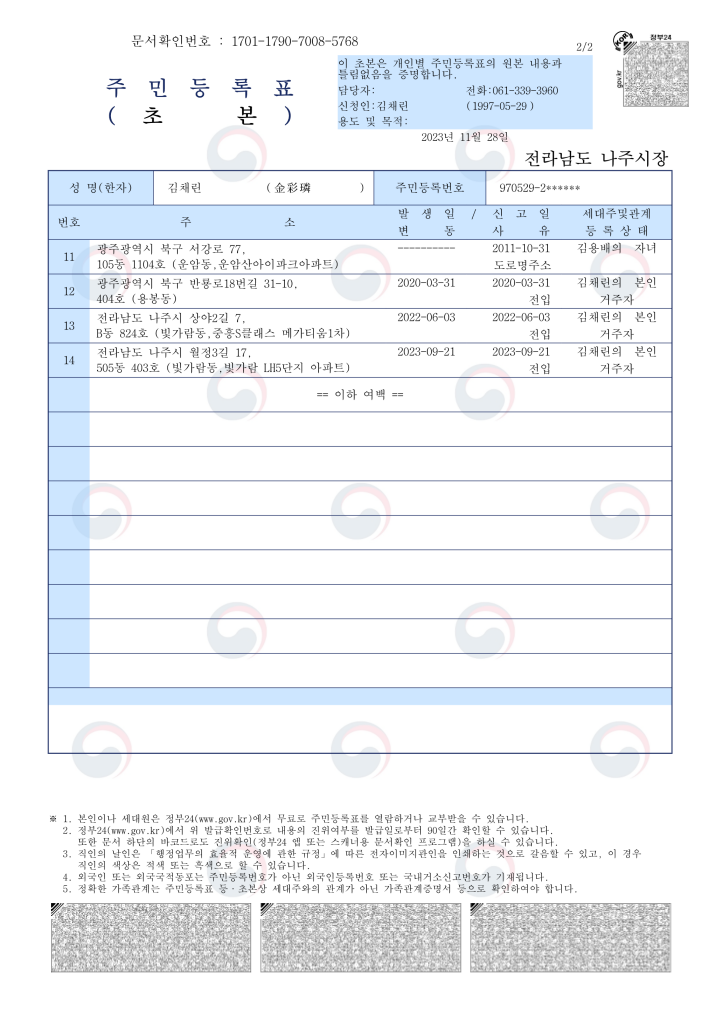 문서확인번호 : 1701-1790-7008-5768
2/2
정부24
gov.kr
주 민 등 록 표
( 초 본 )
이 초본은 개인별 주민등록표의 원본 내용과
틀림없음을 증명합니다.
담당자: 전화:061-339-3960
신청인:김채린 (1997-05-29 )
용도 및 목적:
2023년 11월 28일
전라남도 나주시장
성 명(한자) 김채린 (金彩璘 ) 주민등록번호 970529-2******
번호 주 소 발 생 일 / 신 고 일 세대주및관계
변 동 사 유 등 록 상 태
11 광주광역시 북구 서강로 77, ---------- 2011-10-31 김용배의 자녀
105동 1104호 (운암동,운암산아이파크아파트) 도로명주소
12 광주광역시 북구 반룡로18번길 31-10, 2020-03-31 2020-03-31 김채린의 본인
404호 (용봉동) 전입 거주자
13 전라남도 나주시 상야2길 7, 2022-06-03 2022-06-03 김채린의 본인
B동 824호 (빛가람동,중흥S클래스 메가티움1차) 전입 거주자
14 전라남도 나주시 월정3길 17, 2023-09-21 2023-09-21 김채린의 본인
505동 403호 (빛가람동,빛가람 LH5단지 아파트) 전입 거주자
== 이하 여백 ==
※ 1. 본인이나 세대원은 정부24(www.gov.kr)에서 무료로 주민등록표를 열람하거나 교부받을 수 있습니다.
2. 정부24(www.gov.kr)에서 위 발급확인번호로 내용의 진위여부를 발급일로부터 90일간 확인할 수 있습니다.
또한 문서 하단의 바코드로도 진위확인(정부24 앱 또는 스캐너용 문서확인 프로그램)을 하실 수 있습니다.
3. 직인의 날인은 「행정업무의 효율적 운영에 관한 규정」에 따른 전자이미지관인을 인쇄하는 것으로 갈음할 수 있고, 이 경우
직인의 색상은 적색 또는 흑색으로 할 수 있습니다.
4. 외국인 또는 외국국적동포는 주민등록번호가 아닌 외국인등록번호 또는 국내거소신고번호가 기재됩니다.
5. 정확한 가족관계는 주민등록표 등·초본상 세대주와의 관계가 아닌 가족관계증명서 등으로 확인하여야 합니다.